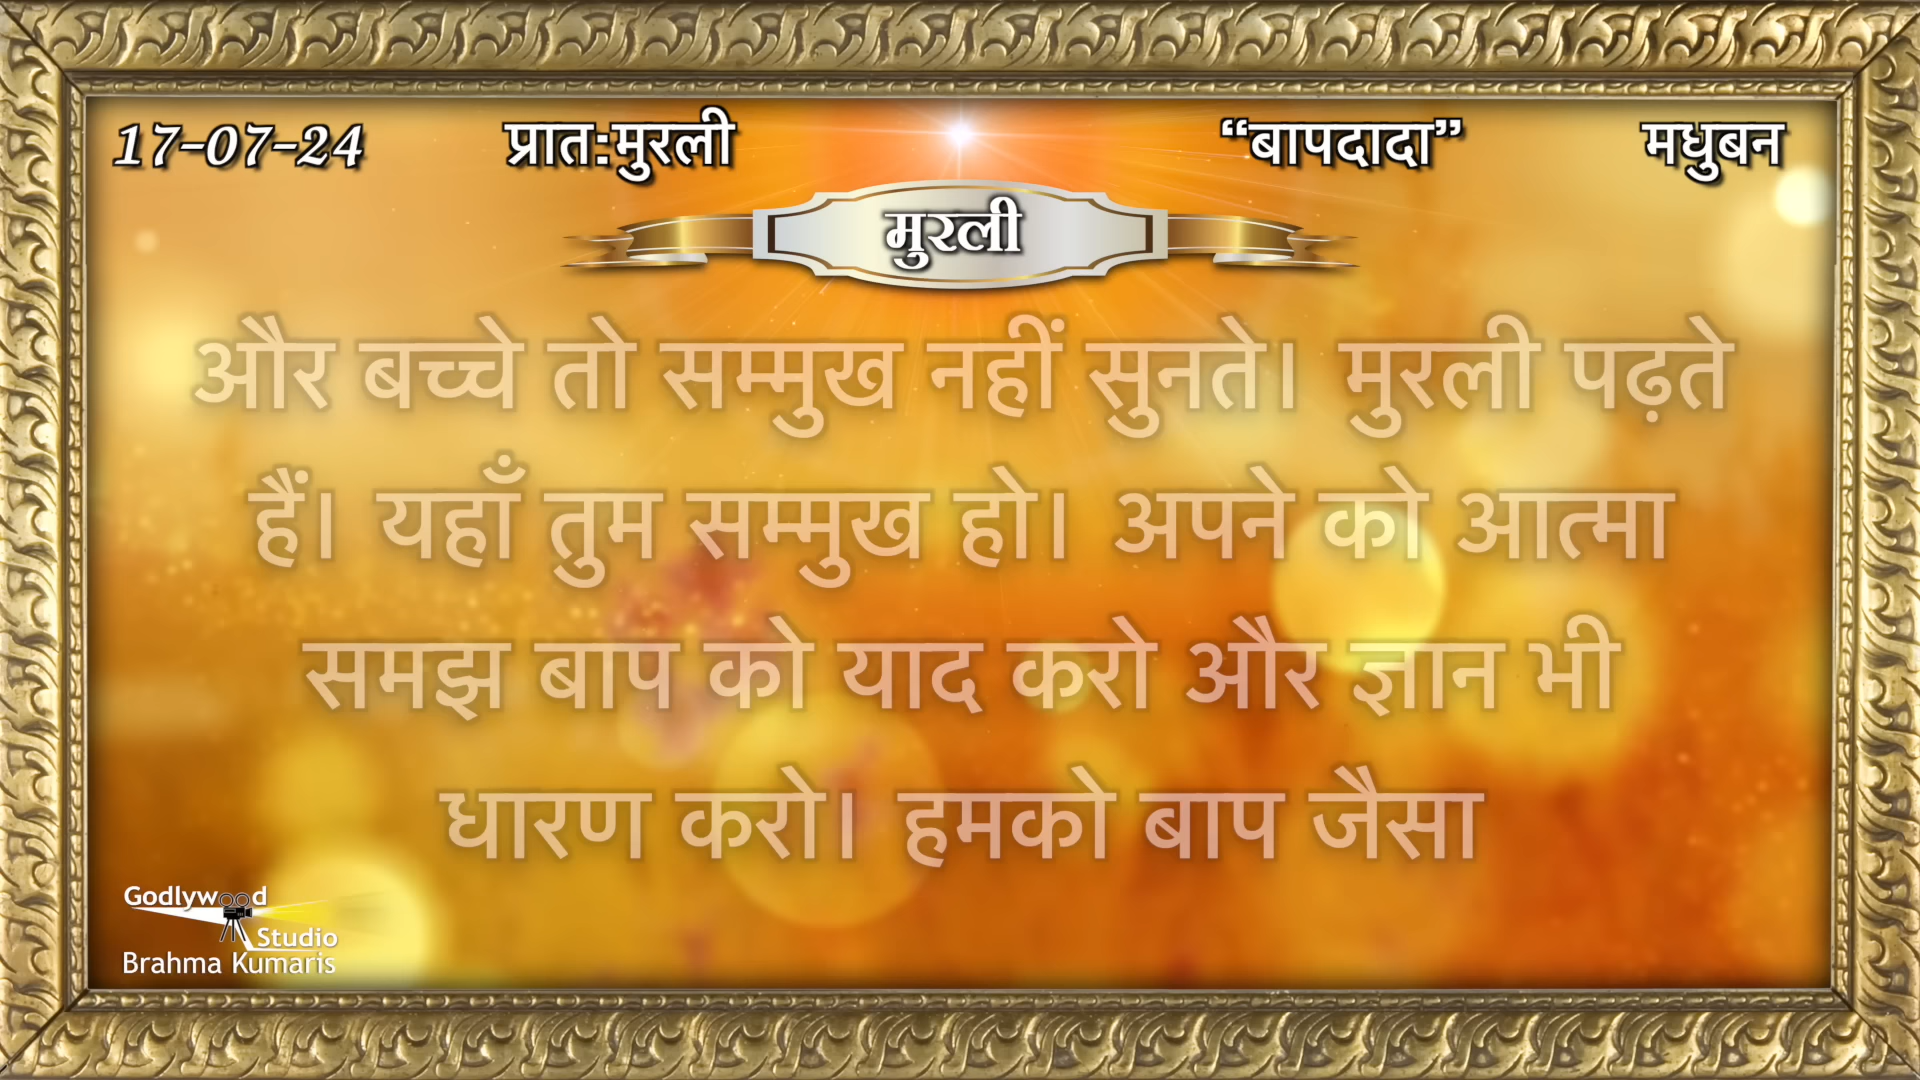 17-07-24 प्रात:मुरली “बापदादा” मधुबन
मुरली
और बच्चे तो सम्मुख नहीं सुनते। मुरली पढ़ते
हैं। यहाँ तुम सम्मुख हो। अपने को आत्मा
समझ बाप को याद करो और ज्ञान भी
धारण करो। हमको बाप जैसा
Godlywood
Studio
Brahma Kumaris